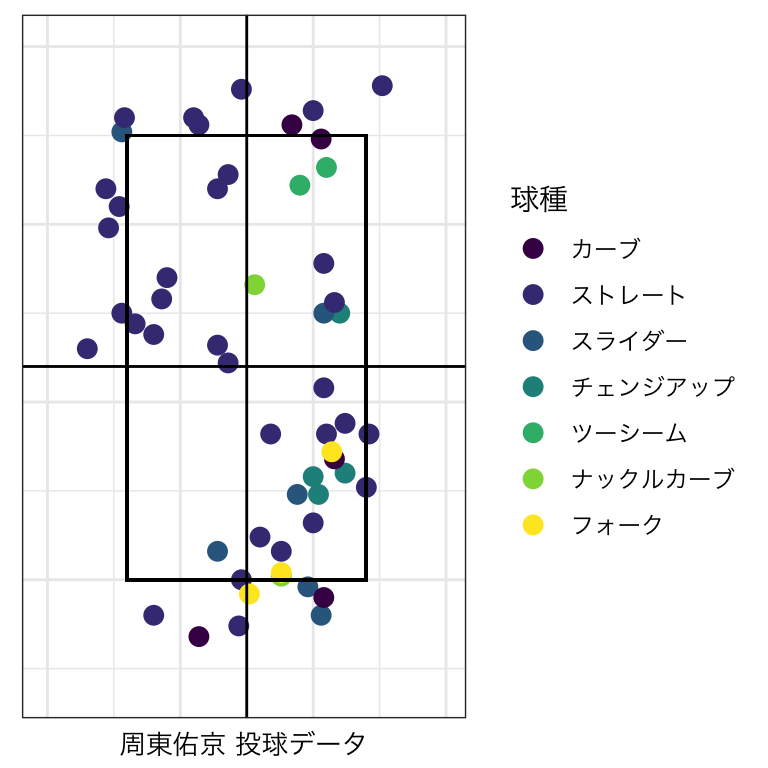 球種
カーブ
ストレート
スライダー
チェンジアップ
ツーシーム
ナックルカーブ
フォーク
周東佑京 投球データ